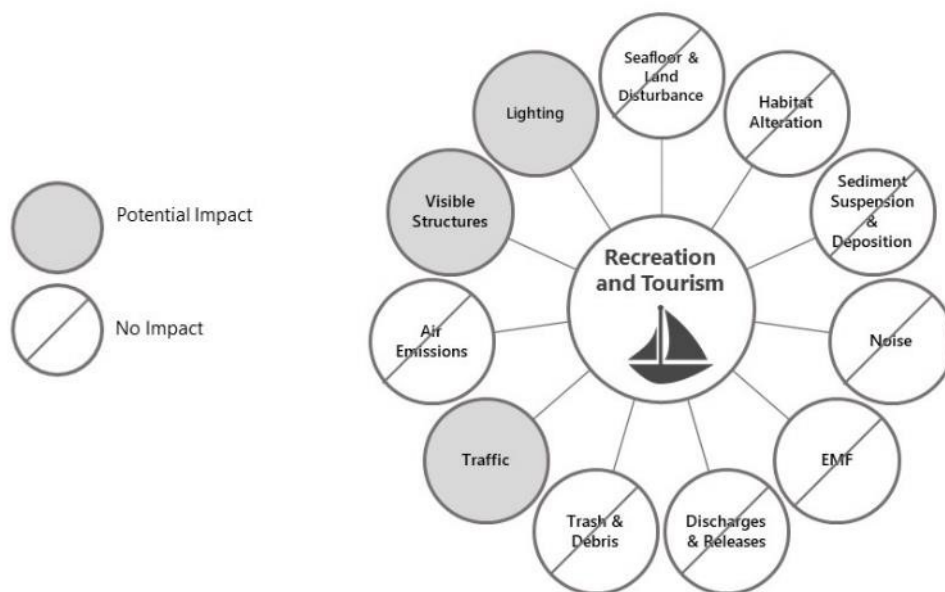 Potential Impact
No Impact
Recreation
and Tourism
Seafloor &
Land
Disturbance
Habitat
Alteration
Sediment
Suspension
&
Deposition
Noise
EMF
Discharges
& Releases
Trash &
Debris
Traffic
Air
Emissions
Visible
Structures
Lighting